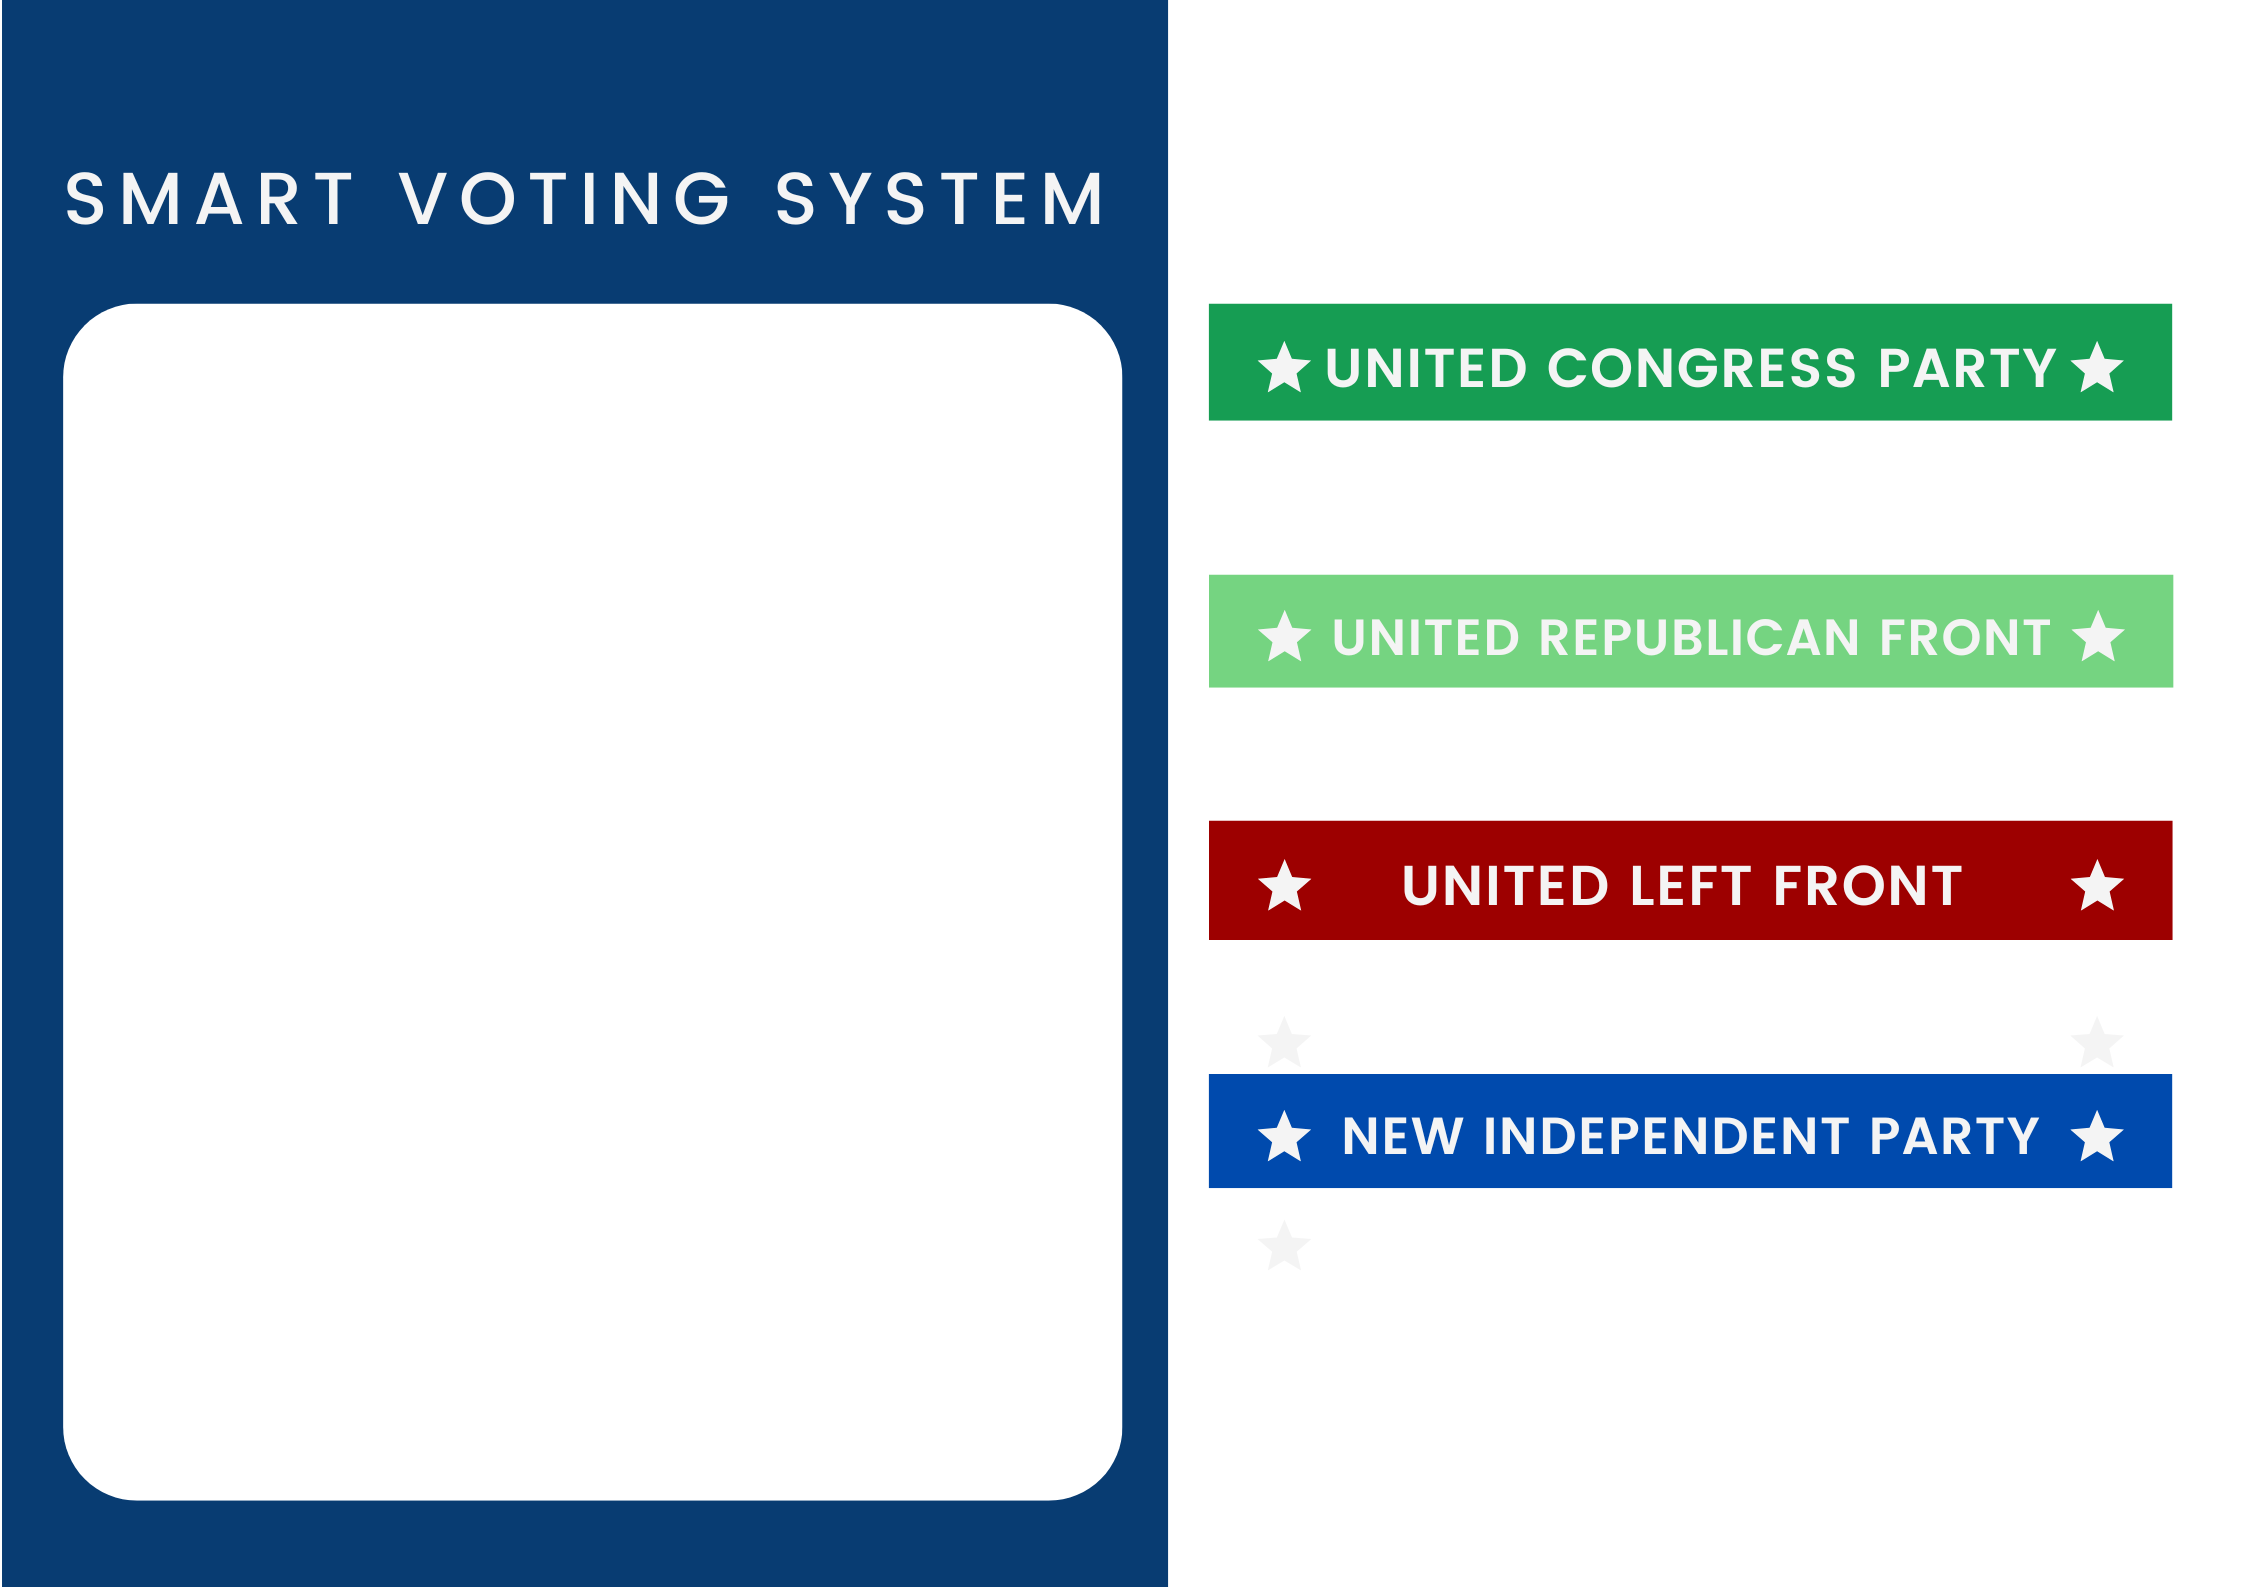 SMART VOTING SYSTEM
UNITED CONGRESS PARTY
UNITED REPUBLICAN FRONT
UNITED LEFT FRONT
NEW INDEPENDENT PARTY